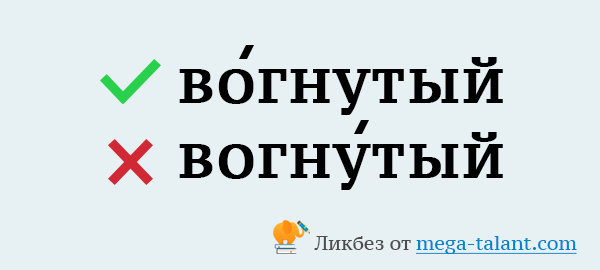 во́гнутый
вогну́тый
Ликбез от mega-talant.com